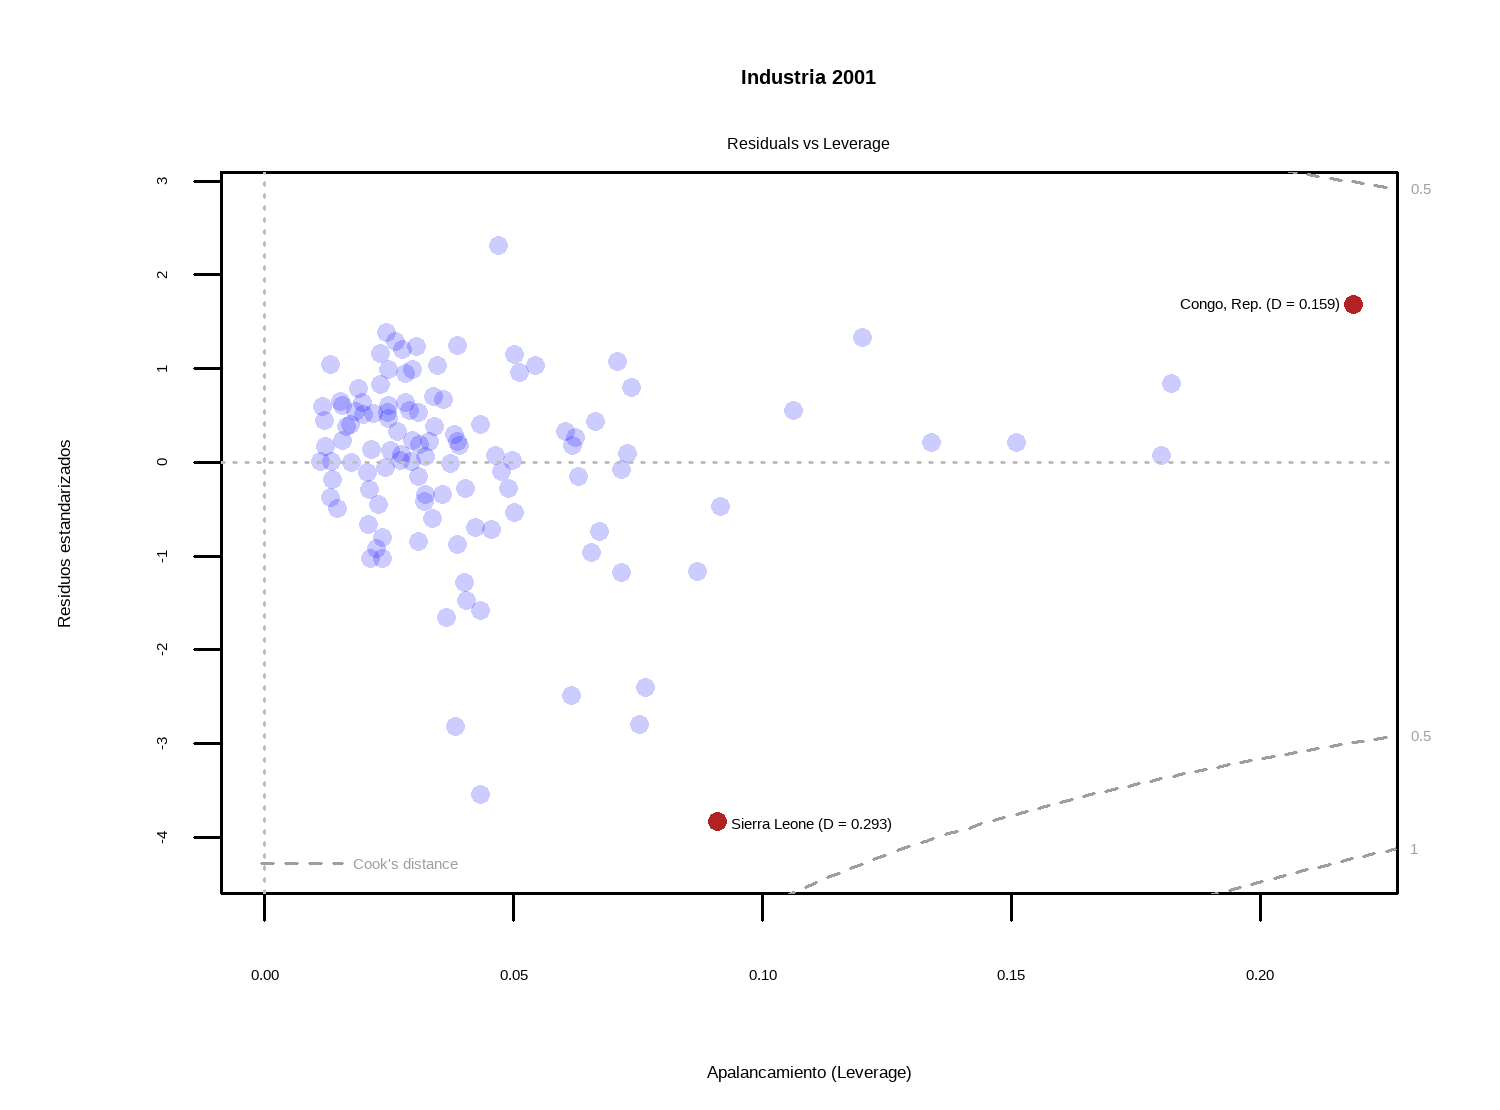 Industria 2001
Residuals vs Leverage
3
2
1
0
-1
-2
-3
-4
Residuos estandarizados
0.5
Congo, Rep. (D = 0.159)
0.5
Sierra Leone (D = 0.293)
1
Cook's distance
0.00 0.05 0.10 0.15 0.20
Apalancamiento (Leverage)